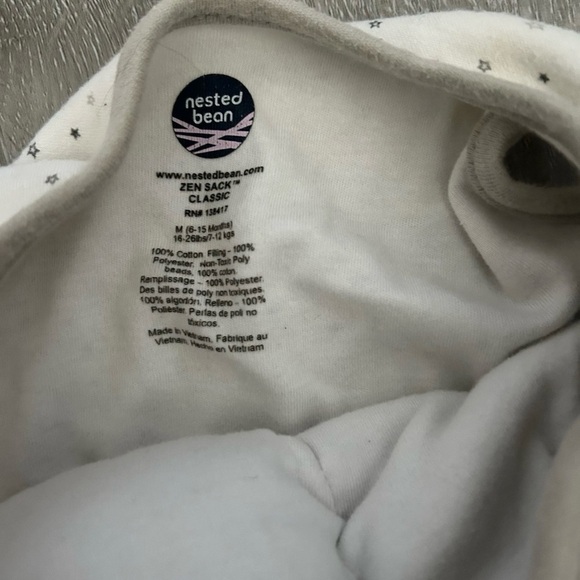 nested
bean
www.nestedbean.com
ZEN SACK™
CLASSIC
RN# 138417
M (6-15 Months)
16-26lbs/7-12 kgs
100% Cotton. Filling - 100%
Polyester. Non-Toxic Poly
beads. 100% coton.
Remplissage - 100% Polyester.
Des billes de poly non toxiques.
100% algodón. Relleno - 100%
Poliéster. Perlas de poli no
tóxicos.
Made in Vietnam, Fabriqué au
Vietnam, Hecho en Vietnam